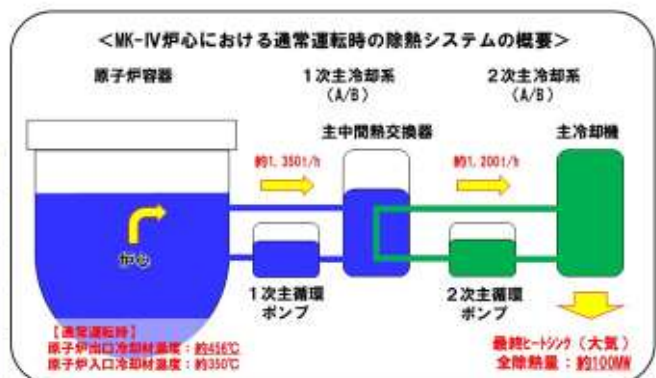 ＜MK-Ⅳ炉心における通常運転時の除熱システムの概要＞
原子炉容器
1次主冷却系
(A/B)
2次主冷却系
(A/B)
主中間熱交換器
主冷却機
約1,350t/h
約1,200t/h
炉心
1次主循環
ポンプ
2次主循環
ポンプ
【通常運転時】
原子炉出口冷却材温度：約456℃
原子炉入口冷却材温度：約350℃
最終ヒートシンク（大気）
全除熱量：約100MW